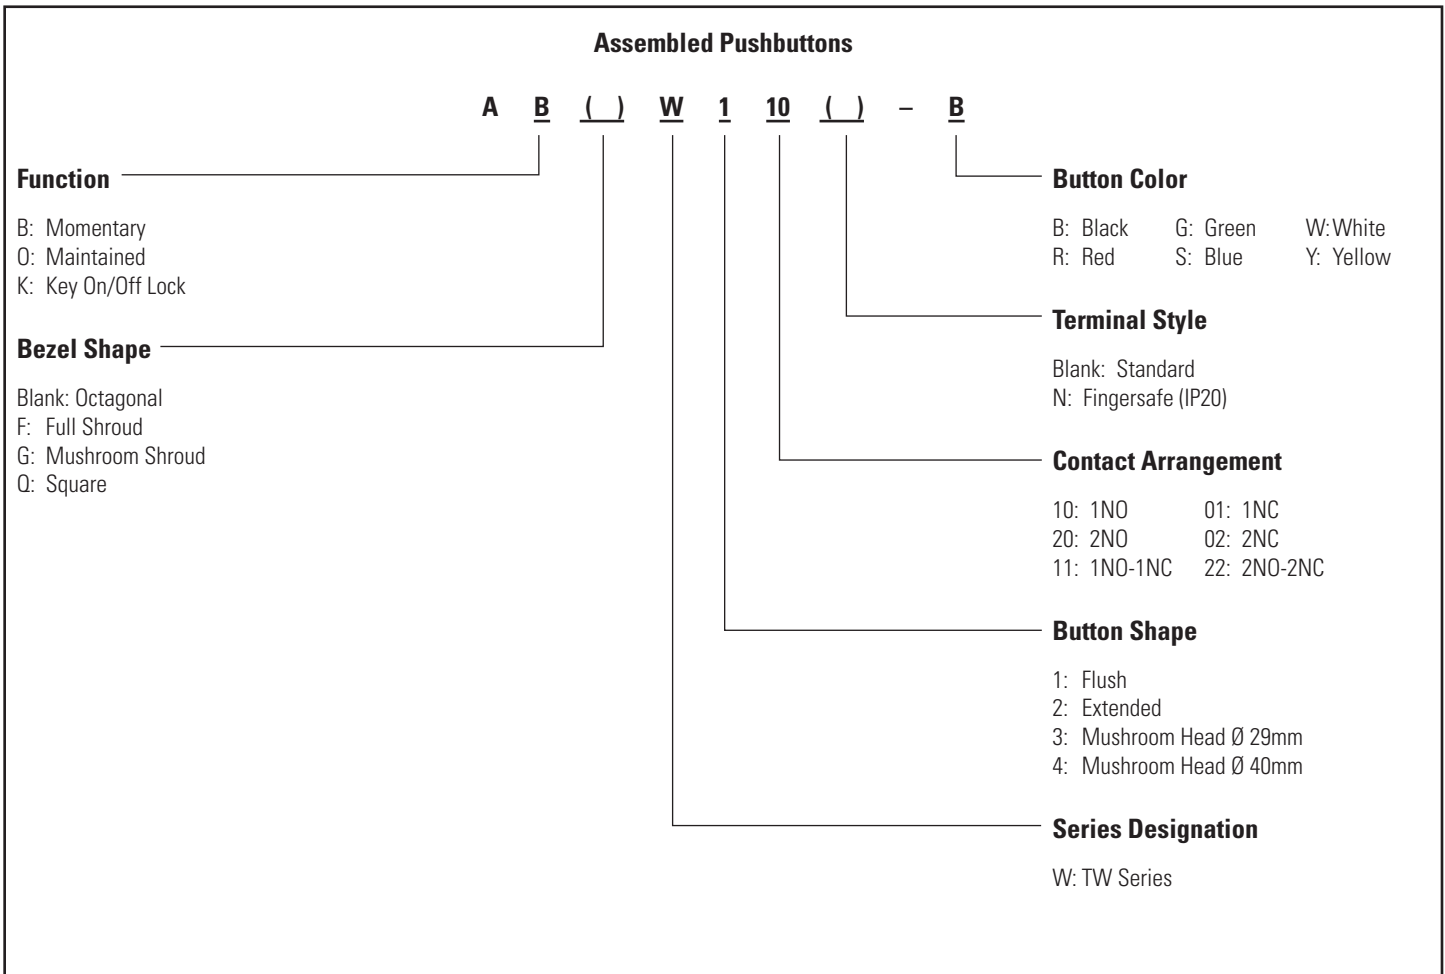 Assembled Pushbuttons
A B ( ) W 1 10 ( ) – B
Function
B: Momentary
O: Maintained
K: Key On/Off Lock
Bezel Shape
Blank: Octagonal
F: Full Shroud
G: Mushroom Shroud
Q: Square
Button Color
B: Black G: Green W: White
R: Red S: Blue Y: Yellow
Terminal Style
Blank: Standard
N: Fingersafe (IP20)
Contact Arrangement
10: 1NO 01: 1NC
20: 2NO 02: 2NC
11: 1NO-1NC 22: 2NO-2NC
Button Shape
1: Flush
2: Extended
3: Mushroom Head Ø 29mm
4: Mushroom Head Ø 40mm
Series Designation
W: TW Series